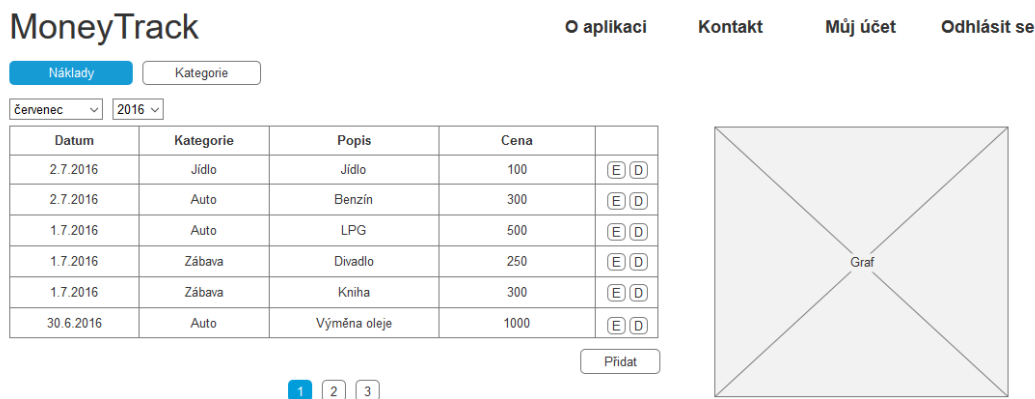 MoneyTrack O aplikaci Kontakt Můj účet Odhlásit se
Náklady Kategorie
červenec 2016
Datum Kategorie Popis Cena
2.7.2016 Jídlo Jídlo 100 E D
2.7.2016 Auto Benzín 300 E D
1.7.2016 Auto LPG 500 E D
1.7.2016 Zábava Divadlo 250 E D
1.7.2016 Zábava Kniha 300 E D
30.6.2016 Auto Výměna oleje 1000 E D
Graf
Přidat
1 2 3